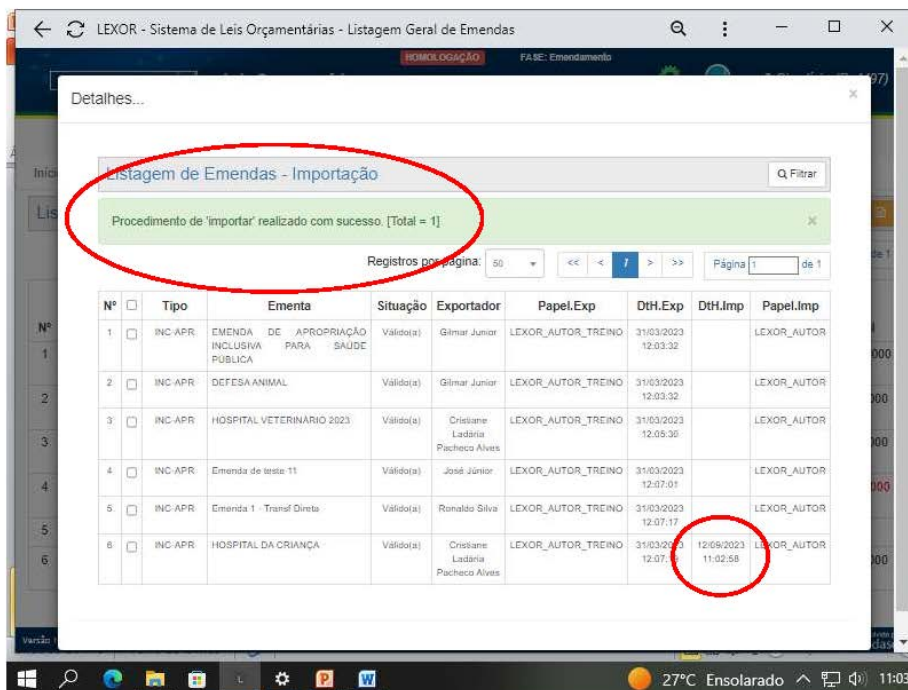 LEXOR - Sistema de Leis Orçamentárias - Listagem Geral de Emendas
HOMOLOGAÇÃO FASE: Emendamento
Detalhes...
Listagem de Emendas - Importação
Filtrar
Procedimento de 'importar' realizado com sucesso. [Total = 1]
Registros por página: 50 << < 1 > >> Página 1 de 1
Nº Tipo Ementa Situação Exportador Papel.Exp DtH.Exp DtH.Imp Papel.Imp
1 INC-APR EMENDA DE APROPRIAÇÃO Válido(a) Gilmar Junior LEXOR_AUTOR_TREINO 31/03/2023 LEXOR_AUTOR
INCLUSIVA PARA SAÚDE 12:03:32
PÚBLICA
2 INC-APR DEFESA ANIMAL Válido(a) Gilmar Junior LEXOR_AUTOR_TREINO 31/03/2023 LEXOR_AUTOR
12:03:32
3 INC-APR HOSPITAL VETERINÁRIO 2023 Válido(a) Cristiane LEXOR_AUTOR_TREINO 31/03/2023 LEXOR_AUTOR
Ladária 12:05:36
Pacheco Alves
4 INC-APR Emenda de teste 11 Válido(a) José Júnior LEXOR_AUTOR_TREINO 31/03/2023 LEXOR_AUTOR
12:07:01
5 INC-APR Emenda 1 - Transf Direta Válido(a) Ronaldo Silva LEXOR_AUTOR_TREINO 31/03/2023 LEXOR_AUTOR
12:07:17
6 INC-APR HOSPITAL DA CRIANÇA Válido(a) Cristiane LEXOR_AUTOR_TREINO 31/03/2023 12/09/2023 LEXOR_AUTOR
Ladária 11:02:58
Pacheco Alves
27°C Ensolarado 11:03